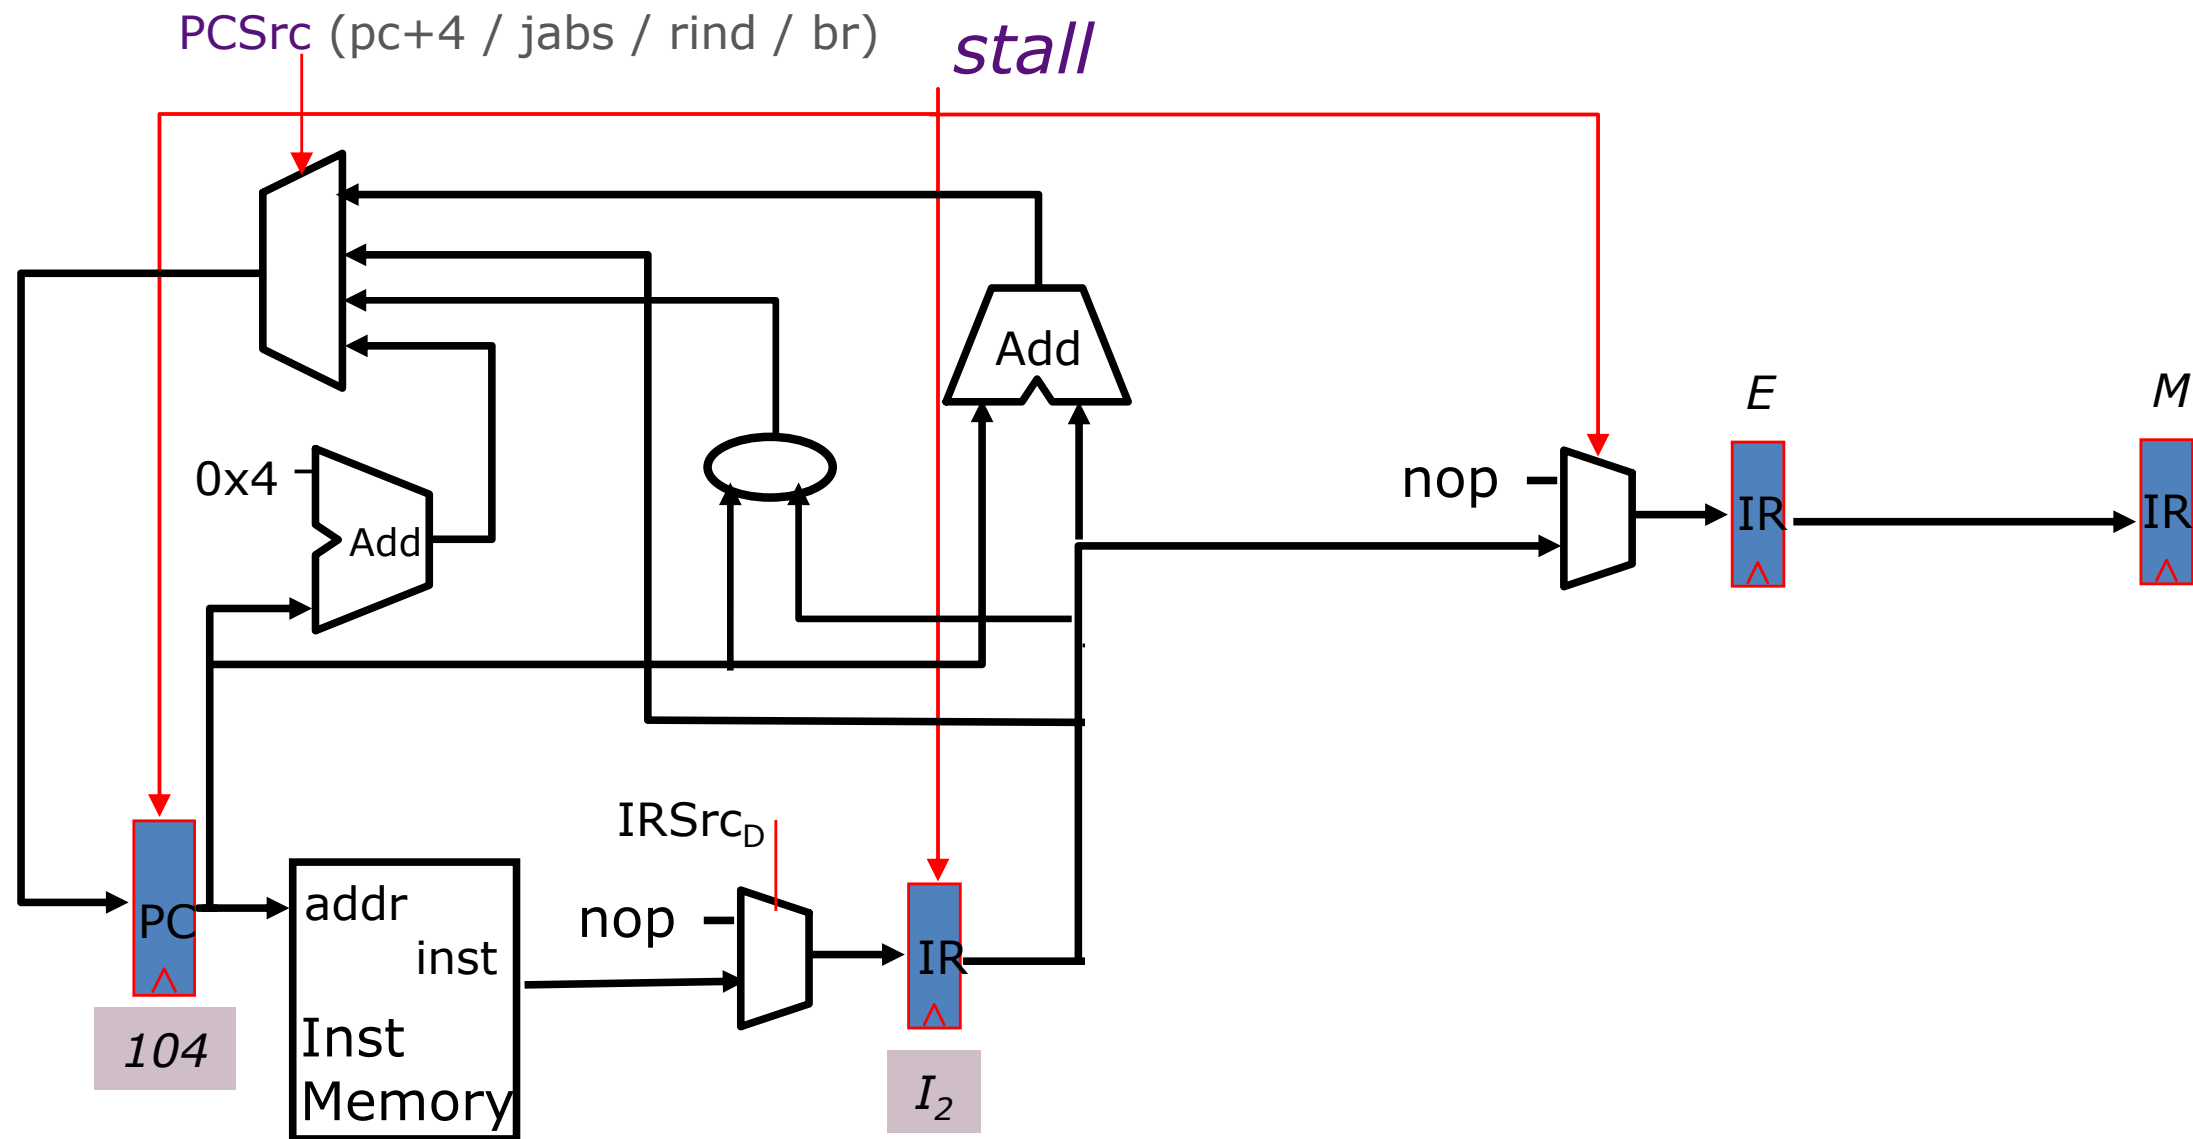 PCSrc (pc+4 / jabs / rind / br)
stall
Add
E
M
0x4
Add
nop
IR
IR
IRSrcD
PC
addr
inst
nop
IR
Inst
Memory
104
I2